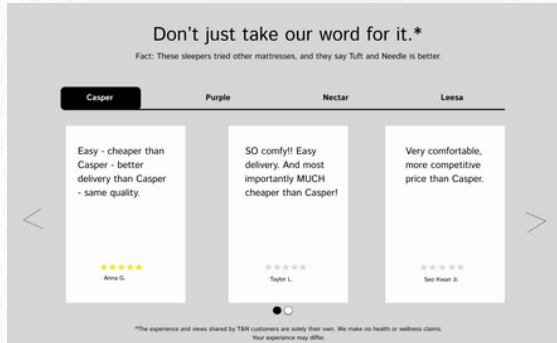 Don't just take our word for it.*
Fact: These sleepers tried other mattresses, and they say Tuft and Needle is better.
Casper
Purple
Nectar
Leesa
Easy - cheaper than
Casper - better
delivery than Casper
- same quality.
Anna G.
SO comfy!! Easy
delivery. And most
importantly MUCH
cheaper than Casper!
Taylor L.
Very comfortable,
more competitive
price than Casper.
Seo Kwan Jr.
*The experience and views shared by T&N customers are solely their own. We make no health or wellness claims.
Your experience may differ.